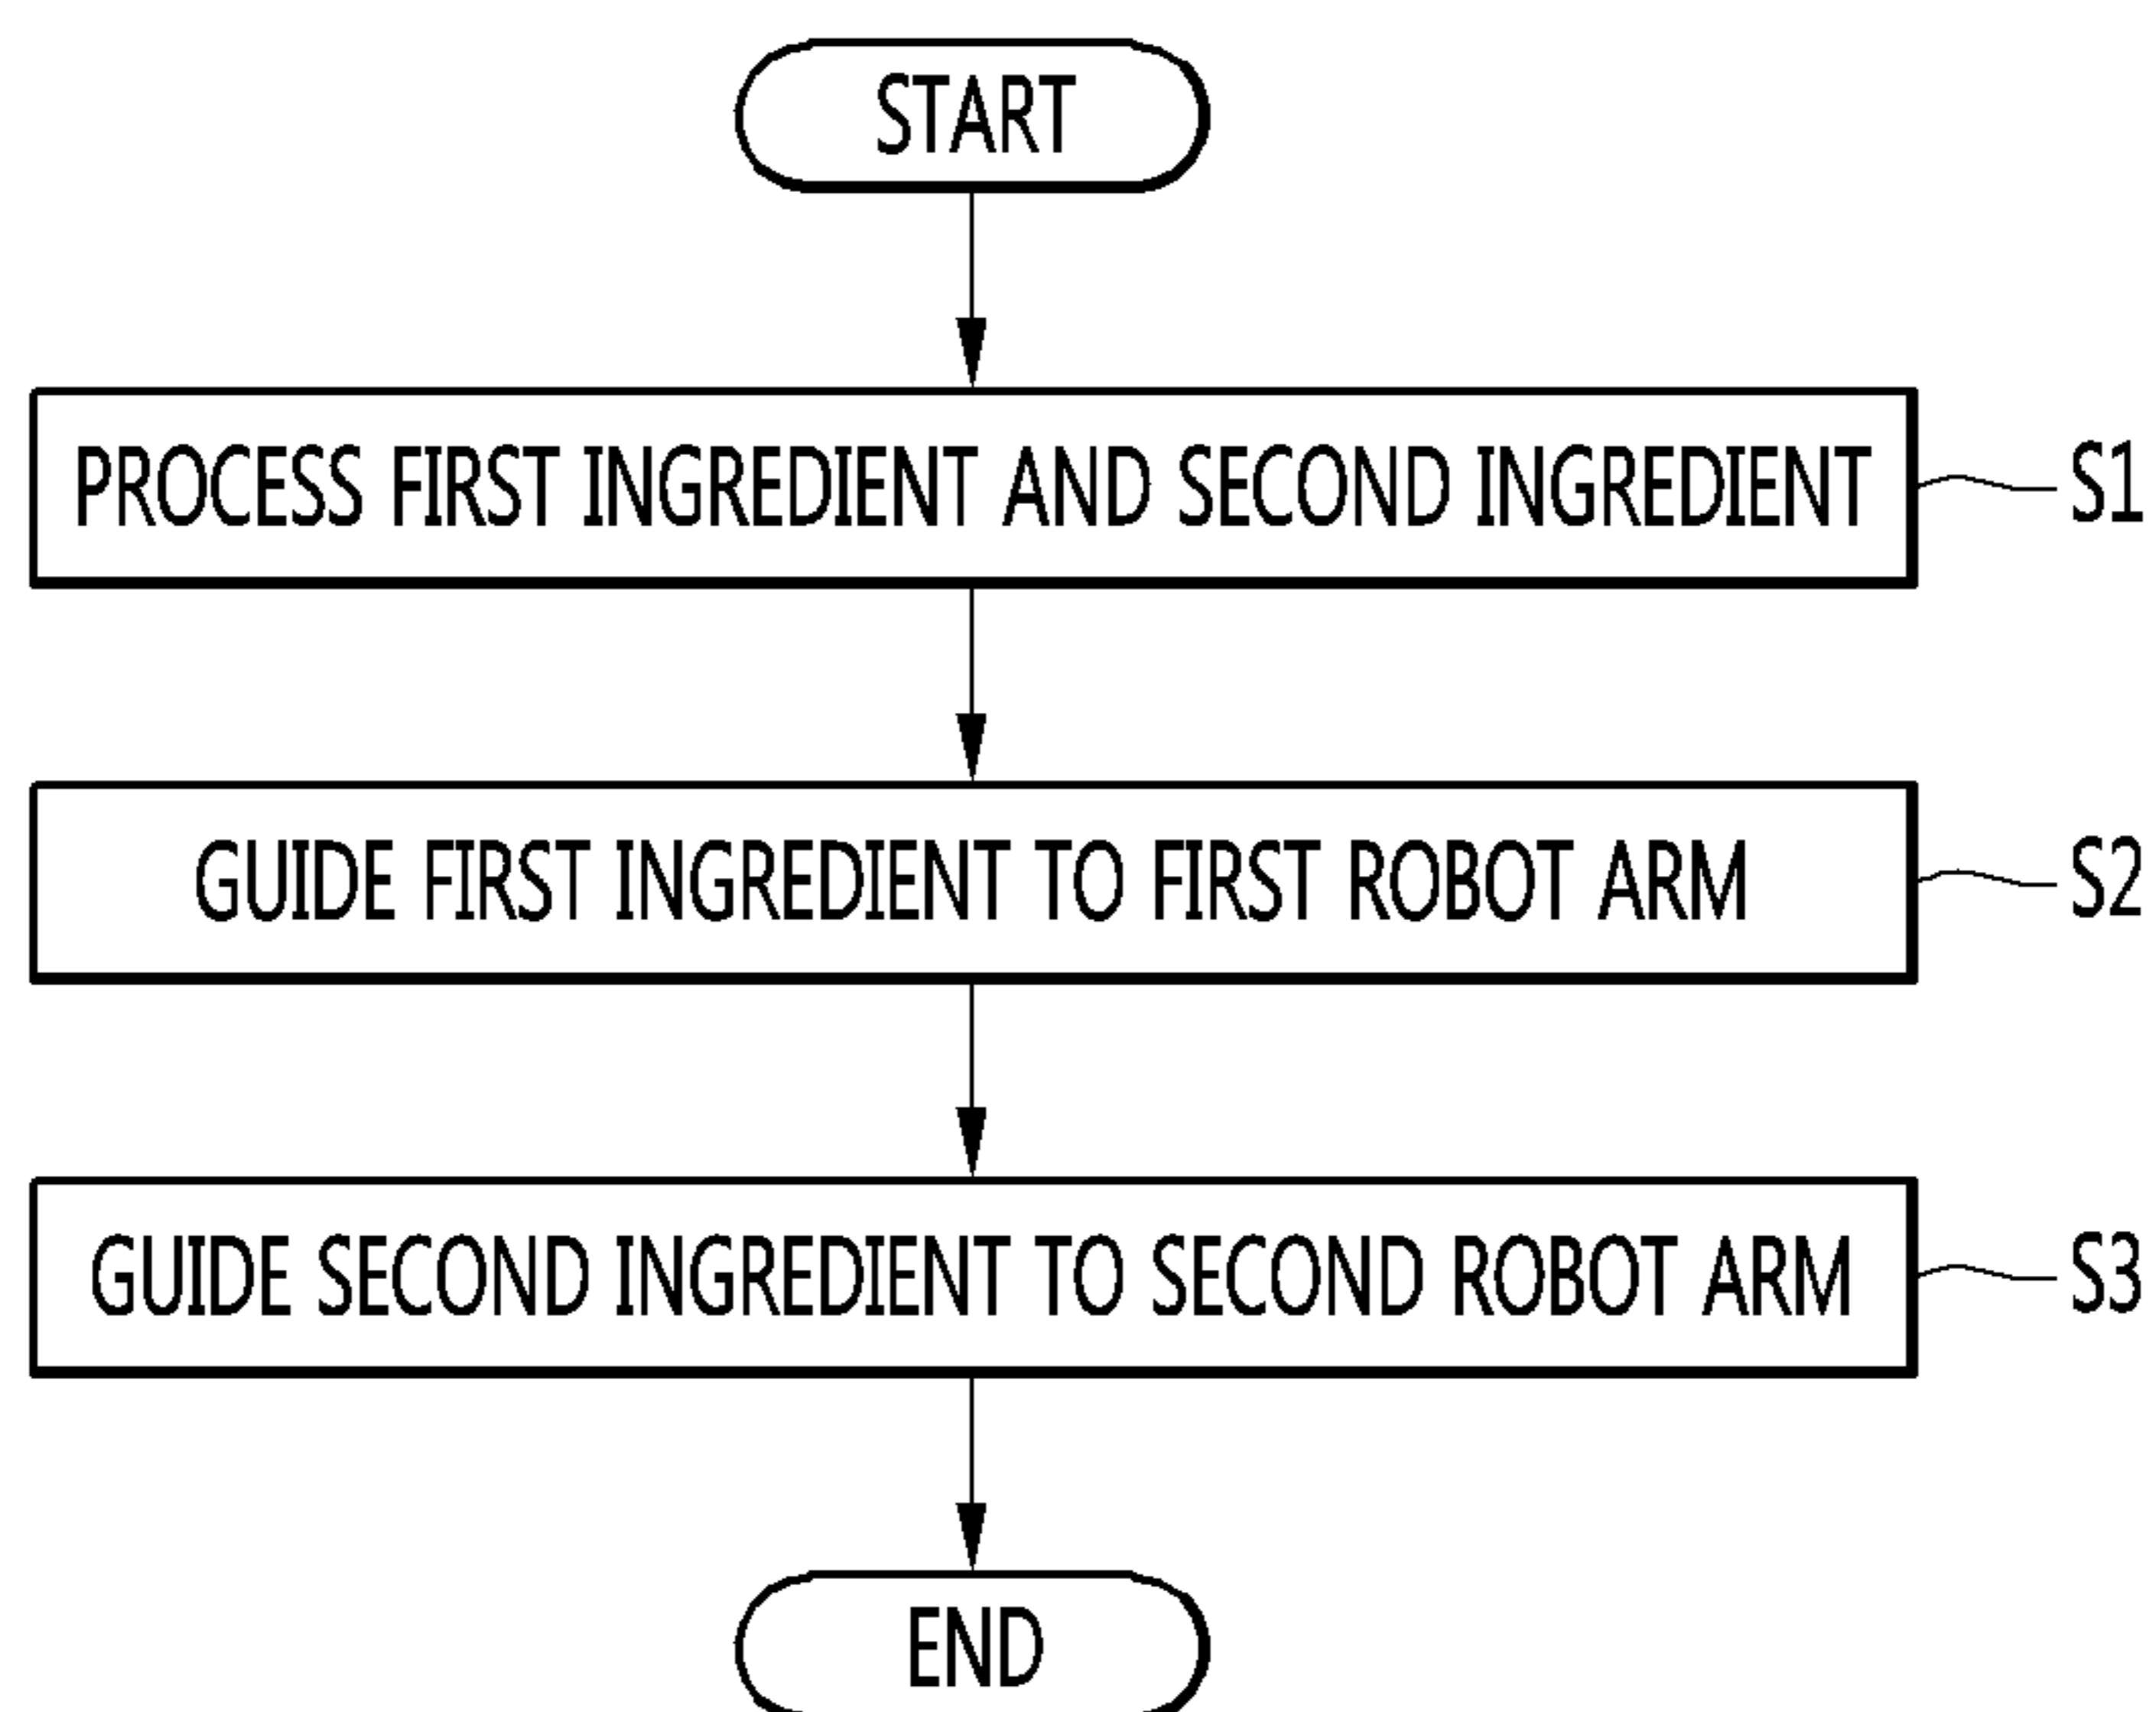 START
PROCESS FIRST INGREDIENT AND SECOND INGREDIENT S1
GUIDE FIRST INGREDIENT TO FIRST ROBOT ARM S2
GUIDE SECOND INGREDIENT TO SECOND ROBOT ARM S3
END